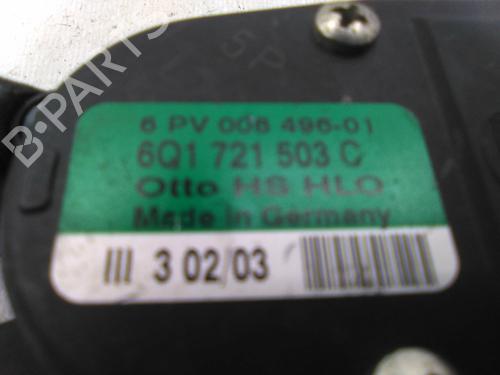 5P
B-PARTS
6 PV 008 496-01
6Q1 721 503 C
Otto HS HLO
Made in Germany
III 3 02/03